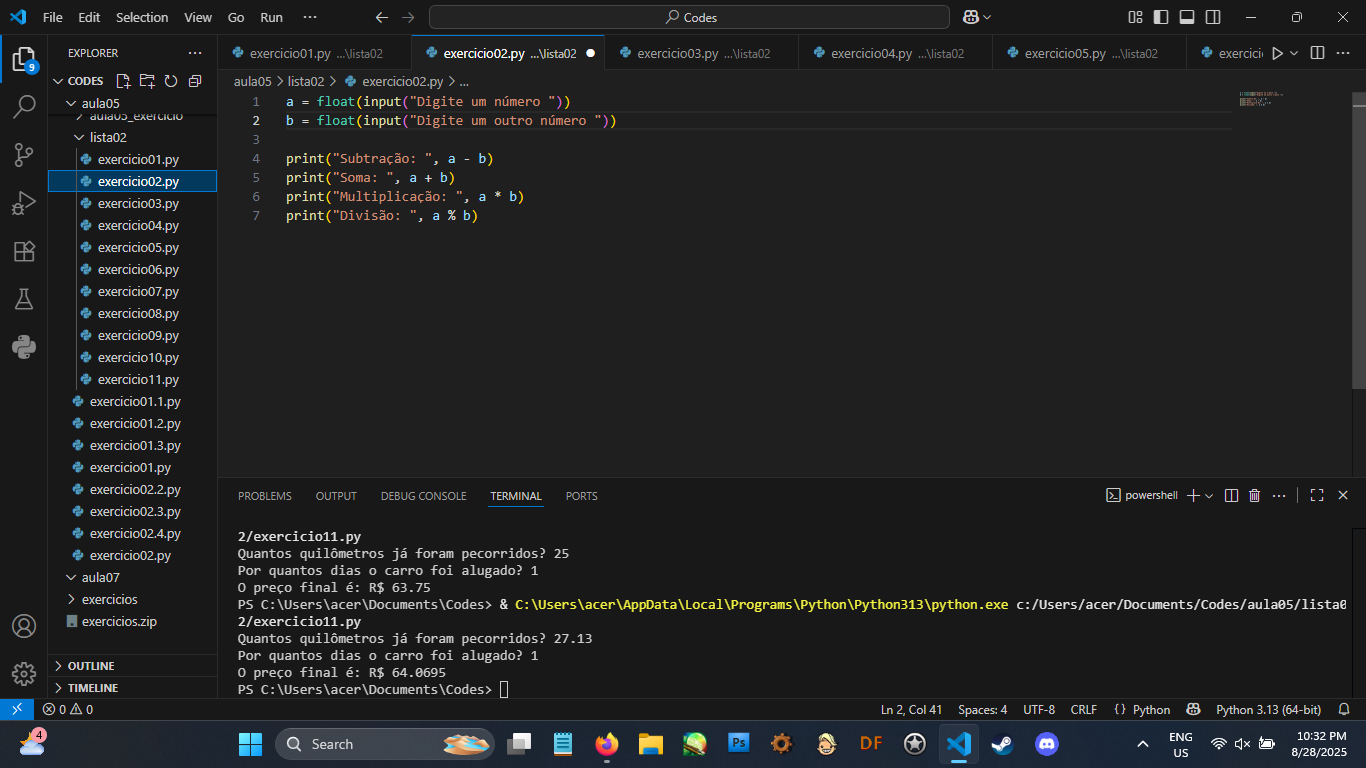 File Edit Selection View Go Run ···
Codes
EXPLORER ···
exercicio01.py ...\lista02
exercicio02.py ...\lista02
exercicio03.py ...\lista02
exercicio04.py ...\lista02
exercicio05.py ...\lista02
exercici
CODES
aula05
aula05_exercicio
lista02
exercicio01.py
exercicio02.py
exercicio03.py
exercicio04.py
exercicio05.py
exercicio06.py
exercicio07.py
exercicio08.py
exercicio09.py
exercicio10.py
exercicio11.py
exercicio01.1.py
exercicio01.2.py
exercicio01.3.py
exercicio01.py
exercicio02.2.py
exercicio02.3.py
exercicio02.4.py
exercicio02.py
aula07
exercicios
exercicios.zip
OUTLINE
TIMELINE
9
aula05 > lista02 > exercicio02.py > ...
1 a = float(input("Digite um número "))
2 b = float(input("Digite um outro número "))
3
4 print("Subtração: ", a - b)
5 print("Soma: ", a + b)
6 print("Multiplicação: ", a * b)
7 print("Divisão: ", a % b)
PROBLEMS OUTPUT DEBUG CONSOLE TERMINAL PORTS
powershell
2/exercicio11.py
Quantos quilômetros já foram pecorridos? 25
Por quantos dias o carro foi alugado? 1
O preço final é: R$ 63.75
PS C:\Users\acer\Documents\Codes> & C:\Users\acer\AppData\Local\Programs\Python\Python313\python.exe c:/Users/acer/Documents/Codes/aula05/lista0
2/exercicio11.py
Quantos quilômetros já foram pecorridos? 27.13
Por quantos dias o carro foi alugado? 1
O preço final é: R$ 64.0695
PS C:\Users\acer\Documents\Codes>
0 0
Ln 2, Col 41 Spaces: 4 UTF-8 CRLF {} Python Python 3.13 (64-bit)
4
Search
Ps
DF
ENG
US
10:32 PM
8/28/2025